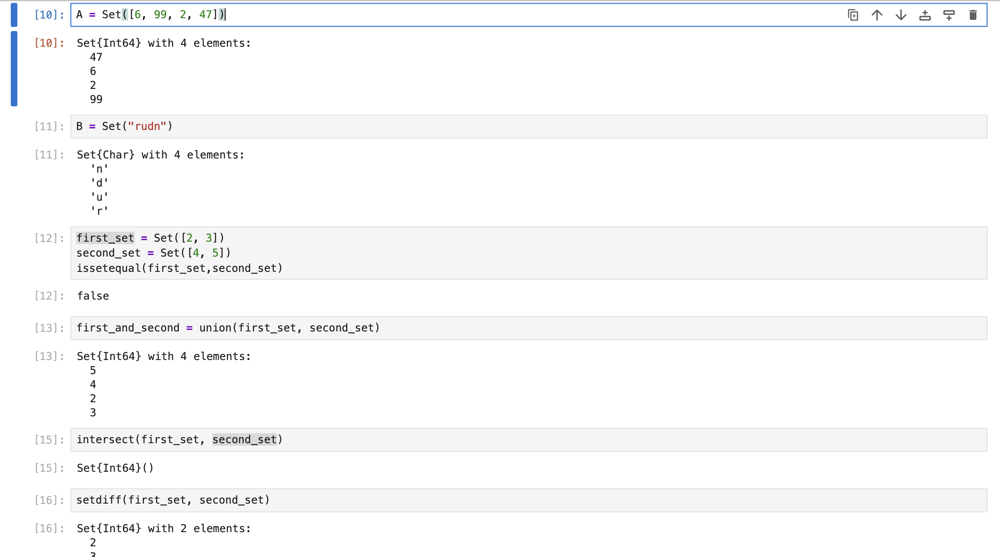 [10]: A = Set([6, 99, 2, 47])
[10]: Set{Int64} with 4 elements:
47
6
2
99
[11]: B = Set("rudn")
[11]: Set{Char} with 4 elements:
'n'
'd'
'u'
'r'
[12]: first_set = Set([2, 3])
second_set = Set([4, 5])
issetequal(first_set,second_set)
[12]: false
[13]: first_and_second = union(first_set, second_set)
[13]: Set{Int64} with 4 elements:
5
4
2
3
[15]: intersect(first_set, second_set)
[15]: Set{Int64}()
[16]: setdiff(first_set, second_set)
[16]: Set{Int64} with 2 elements:
2
3